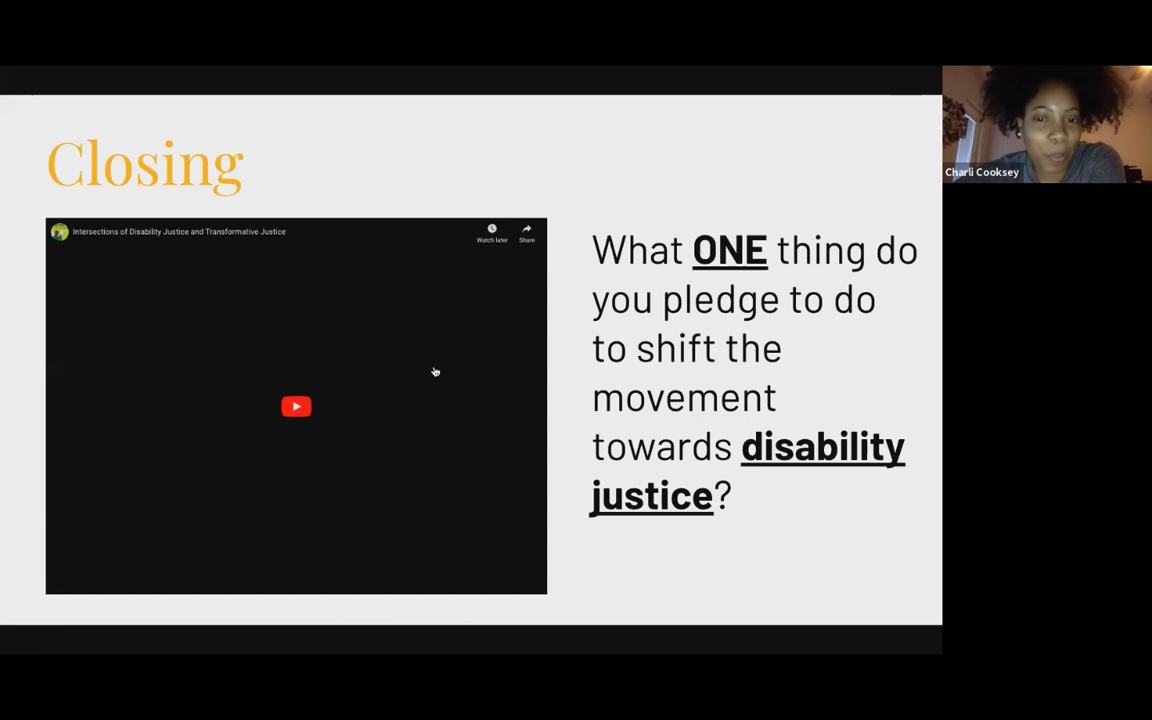 Closing
Intersections of Disability Justice and Transformative Justice
Watch later
Share
What ONE thing do
you pledge to do
to shift the
movement
towards disability
justice?
Charli Cooksey